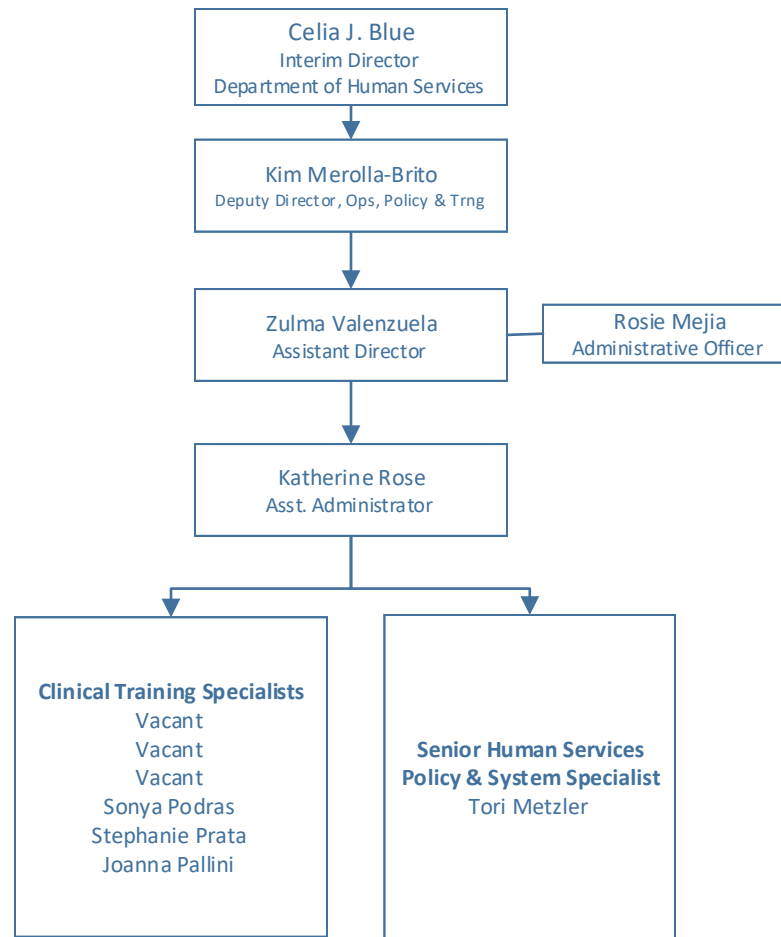 Celia J. Blue
Interim Director
Department of Human Services
Kim Merolla-Brito
Deputy Director, Ops, Policy & Trng
Zulma Valenzuela
Assistant Director
Rosie Mejia
Administrative Officer
Katherine Rose
Asst. Administrator
Clinical Training Specialists
Vacant
Vacant
Vacant
Sonya Podras
Stephanie Prata
Joanna Pallini
Senior Human Services
Policy & System Specialist
Tori Metzler